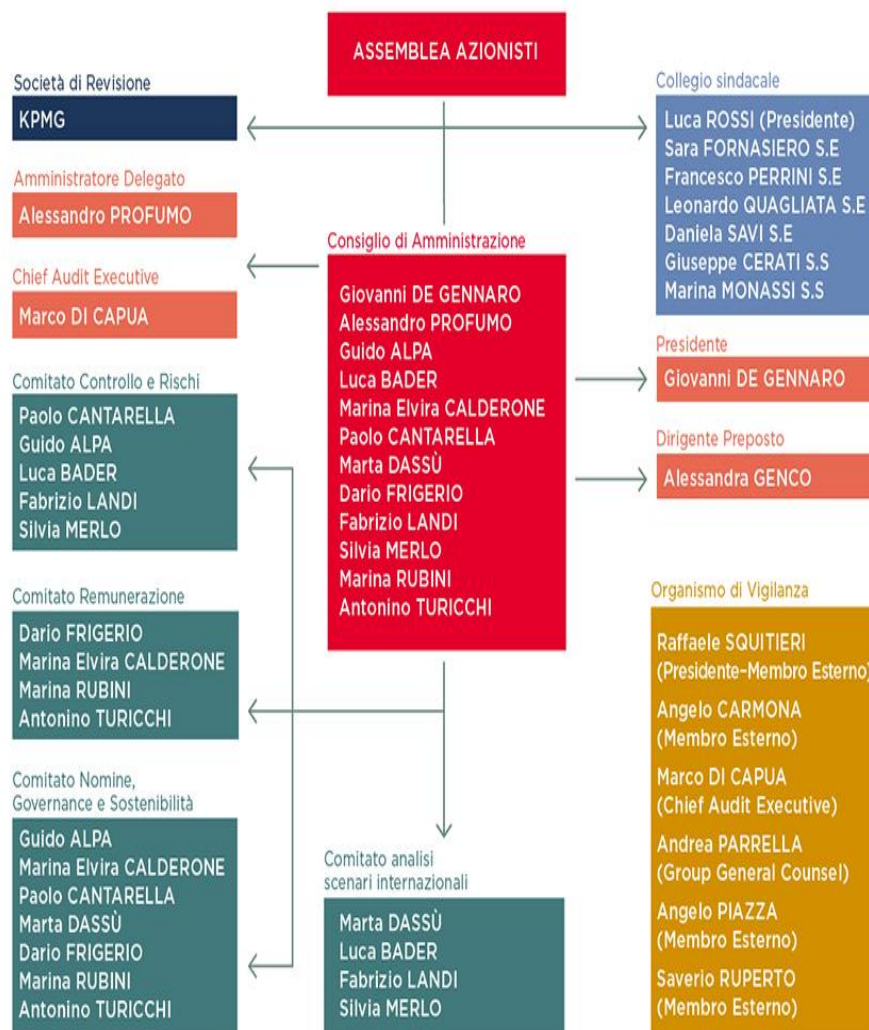 ASSEMBLEA AZIONISTI
Società di Revisione
KPMG
Collegio sindacale
Luca ROSSI (Presidente)
Sara FORNASIERO S.E
Francesco PERRINI S.E
Leonardo QUAGLIATA S.E
Daniela SAVI S.E
Giuseppe CERATI S.S
Marina MONASSI S.S
Amministratore Delegato
Alessandro PROFUMO
Chief Audit Executive
Marco DI CAPUA
Consiglio di Amministrazione
Giovanni DE GENNARO
Alessandro PROFUMO
Guido ALPA
Luca BADER
Marina Elvira CALDERONE
Paolo CANTARELLA
Marta DASSÙ
Dario FRIGERIO
Fabrizio LANDI
Silvia MERLO
Marina RUBINI
Antonino TURICCHI
Presidente
Giovanni DE GENNARO
Dirigente Preposto
Alessandra GENCO
Comitato Controllo e Rischi
Paolo CANTARELLA
Guido ALPA
Luca BADER
Fabrizio LANDI
Silvia MERLO
Comitato Remunerazione
Dario FRIGERIO
Marina Elvira CALDERONE
Marina RUBINI
Antonino TURICCHI
Comitato Nomine,
Governance e Sostenibilità
Guido ALPA
Marina Elvira CALDERONE
Paolo CANTARELLA
Marta DASSÙ
Dario FRIGERIO
Marina RUBINI
Antonino TURICCHI
Comitato analisi
scenari internazionali
Marta DASSÙ
Luca BADER
Fabrizio LANDI
Silvia MERLO
Organismo di Vigilanza
Raffaele SQUITIERI
(Presidente-Membro Esterno)
Angelo CARMONA
(Membro Esterno)
Marco DI CAPUA
(Chief Audit Executive)
Andrea PARRELLA
(Group General Counsel)
Angelo PIAZZA
(Membro Esterno)
Saverio RUPERTO
(Membro Esterno)